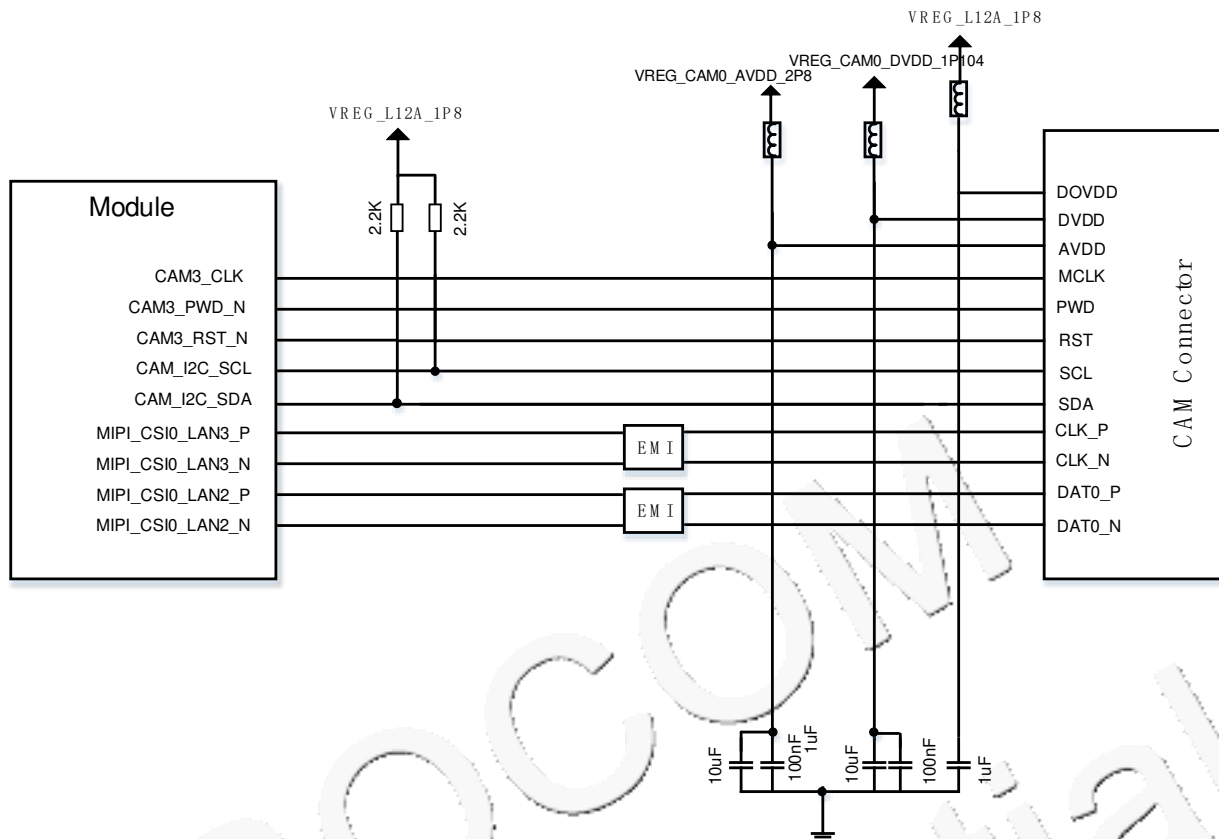 VREG_L12A_1P8
VREG_CAM0_DVDD_1P104
VREG_CAM0_AVDD_2P8
VREG_L12A_1P8
Module
2.2K
2.2K
CAM3_CLK
CAM3_PWD_N
CAM3_RST_N
CAM_I2C_SCL
CAM_I2C_SDA
MIPI_CSI0_LAN3_P
MIPI_CSI0_LAN3_N
MIPI_CSI0_LAN2_P
MIPI_CSI0_LAN2_N
EMI
EMI
DOVDD
DVDD
AVDD
MCLK
PWD
RST
SCL
SDA
CLK_P
CLK_N
DAT0_P
DAT0_N
CAM Connector
10uF
100nF
1uF
10uF
100nF
1uF